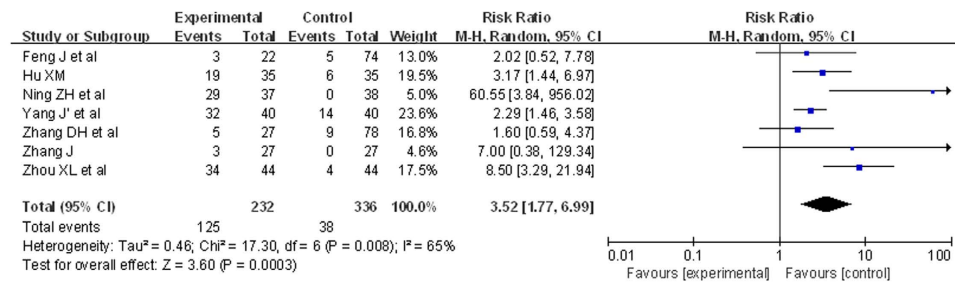 Experimental Control Risk Ratio Risk Ratio
Study or Subgroup Events Total Events Total Weight M-H, Random, 95% CI M-H, Random, 95% CI
Feng J et al 3 22 5 74 13.0% 2.02 [0.52, 7.78]
Hu XM 19 35 6 35 19.5% 3.17 [1.44, 6.97]
Ning ZH et al 29 37 0 38 5.0% 60.55 [3.84, 956.02]
Yang J' et al 32 40 14 40 23.6% 2.29 [1.46, 3.58]
Zhang DH et al 5 27 9 78 16.8% 1.60 [0.59, 4.37]
Zhang J 3 27 0 27 4.6% 7.00 [0.38, 129.34]
Zhou XL et al 34 44 4 44 17.5% 8.50 [3.29, 21.94]
Total (95% CI) 232 336 100.0% 3.52 [1.77, 6.99]
Total events 125 38
Heterogeneity: Tau² = 0.46; Chi² = 17.30, df = 6 (P = 0.008); I² = 65%
Test for overall effect: Z = 3.60 (P = 0.0003)
0.01 0.1 1 10 100
Favours [experimental] Favours [control]